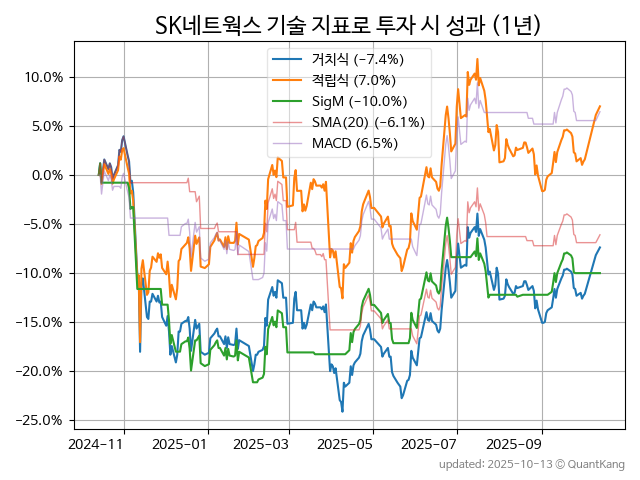 SK네트웍스 기술 지표로 투자 시 성과 (1년)
거치식 (−7.4%)
적립식 (7.0%)
SigM (−10.0%)
SMA(20) (−6.1%)
MACD (6.5%)
10.0%
5.0%
0.0%
−5.0%
−10.0%
−15.0%
−20.0%
−25.0%
2024-11 2025-01 2025-03 2025-05 2025-07 2025-09
updated: 2025-10-13 © QuantKang